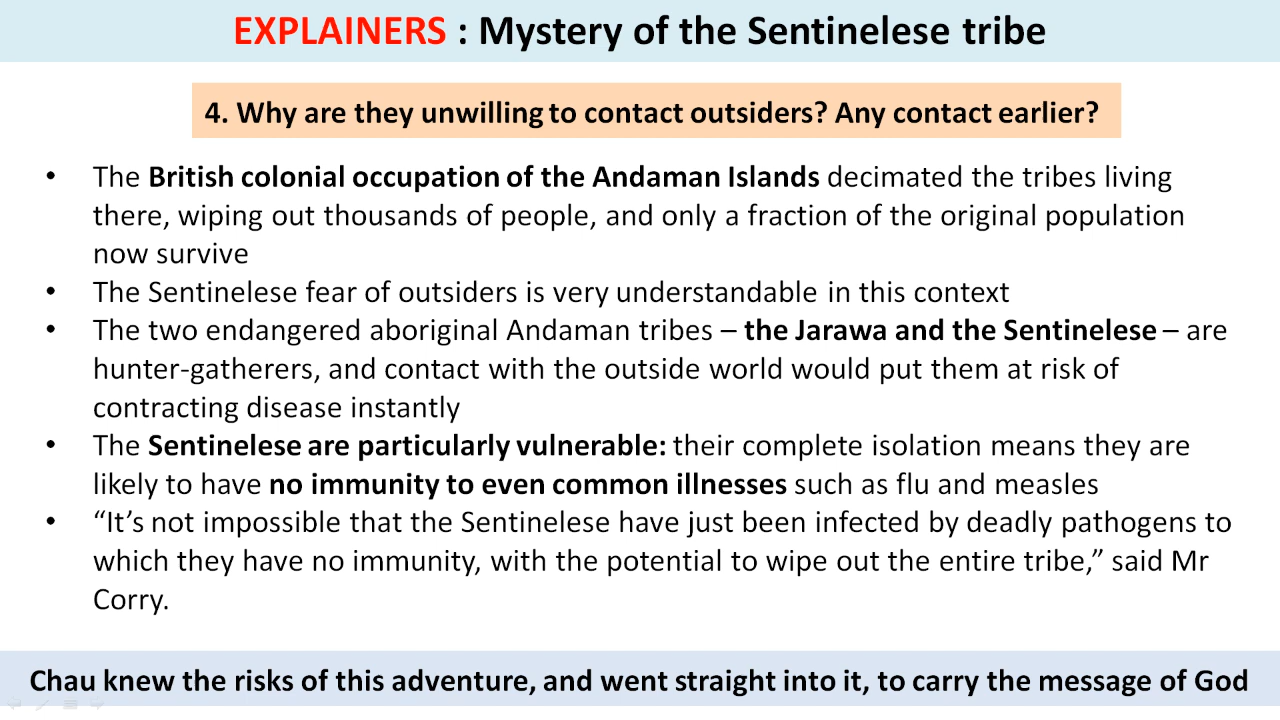 EXPLAINERS : Mystery of the Sentinelese tribe
4. Why are they unwilling to contact outsiders? Any contact earlier?
• The British colonial occupation of the Andaman Islands decimated the tribes living
there, wiping out thousands of people, and only a fraction of the original population
now survive
• The Sentinelese fear of outsiders is very understandable in this context
• The two endangered aboriginal Andaman tribes – the Jarawa and the Sentinelese – are
hunter-gatherers, and contact with the outside world would put them at risk of
contracting disease instantly
• The Sentinelese are particularly vulnerable: their complete isolation means they are
likely to have no immunity to even common illnesses such as flu and measles
• “It’s not impossible that the Sentinelese have just been infected by deadly pathogens to
which they have no immunity, with the potential to wipe out the entire tribe,” said Mr
Corry.
Chau knew the risks of this adventure, and went straight into it, to carry the message of God